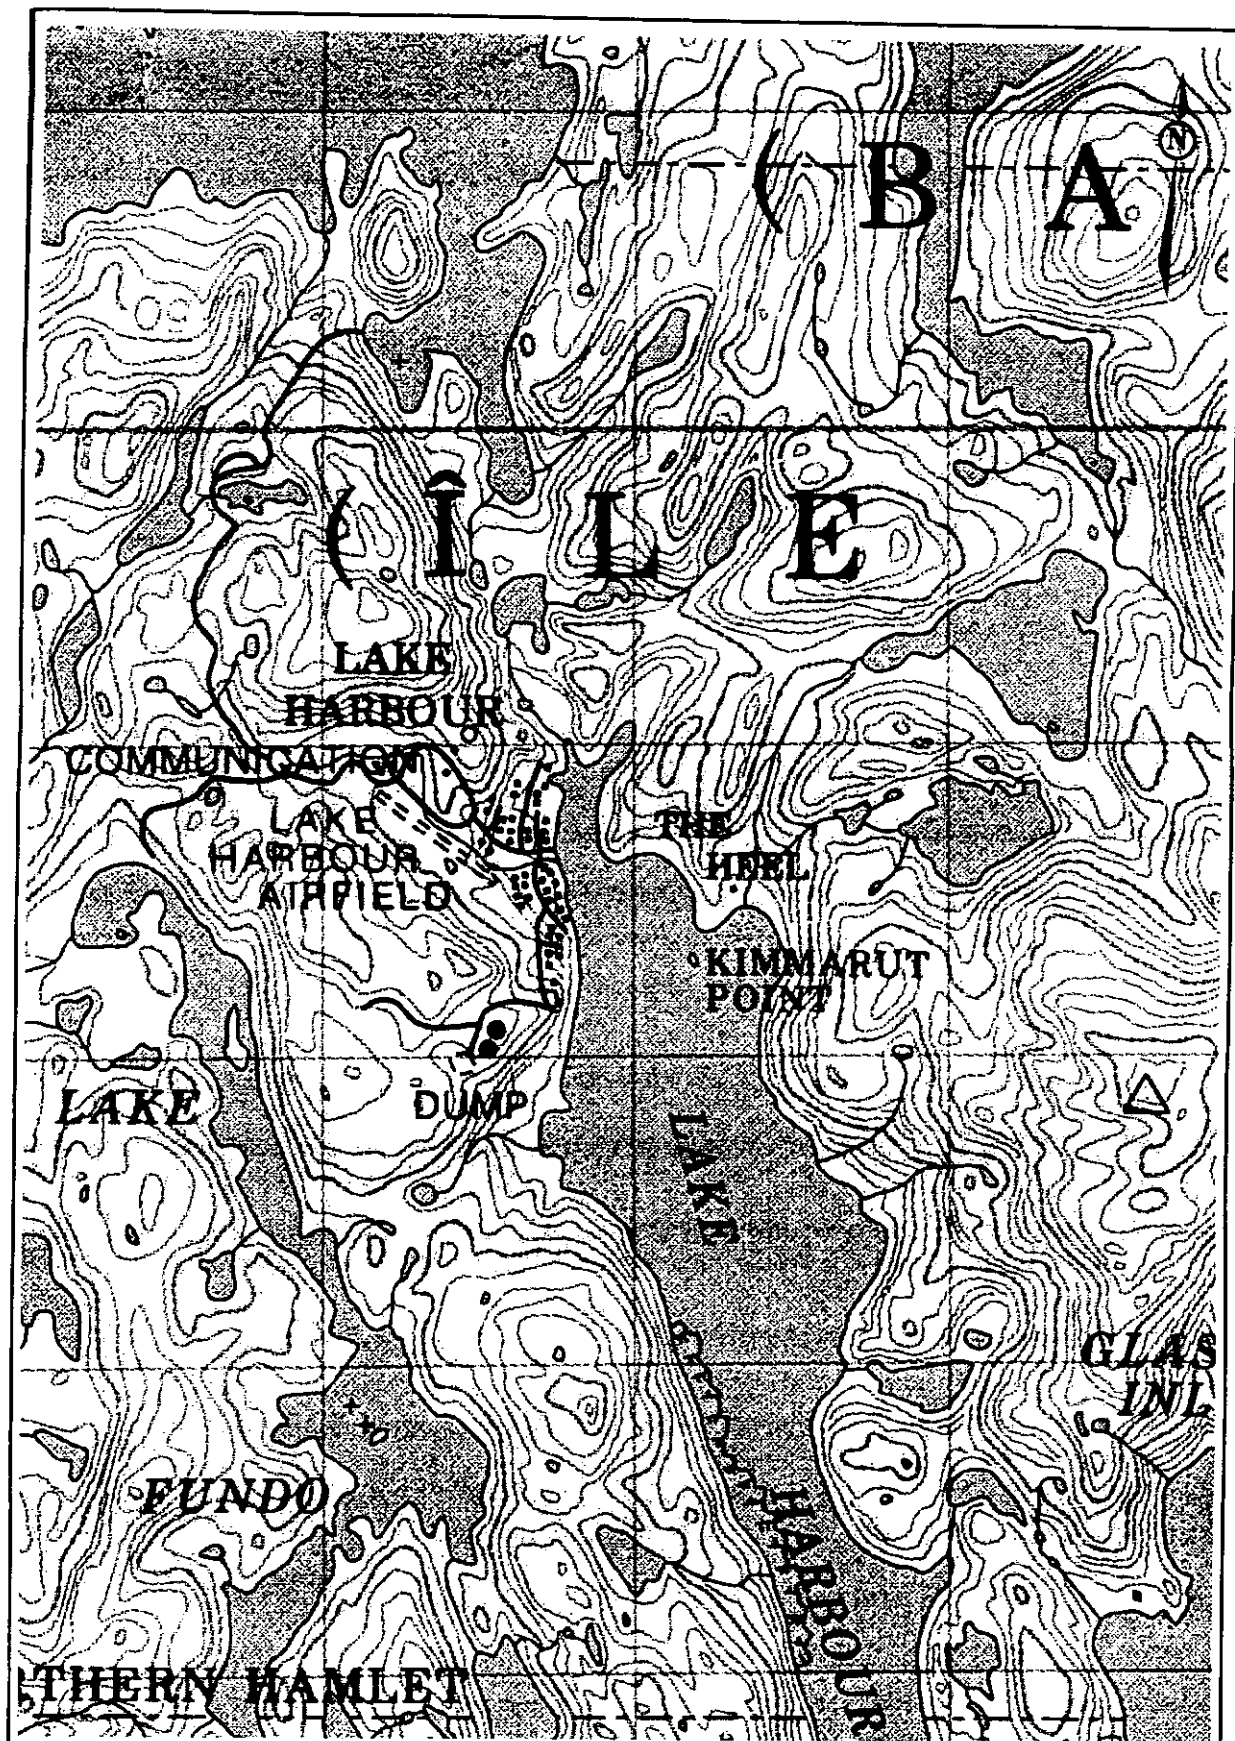 N
( B A
( Î L E
LAKE
HARBOUR
COMMUNICATION
LAKE
HARBOUR
AIRFIELD
THE
HEEL
KIMMARUT
POINT
LAKE
DUMP
LAKE
HARBOUR
GLAS
INL
FUNDO
THERN HAMLET